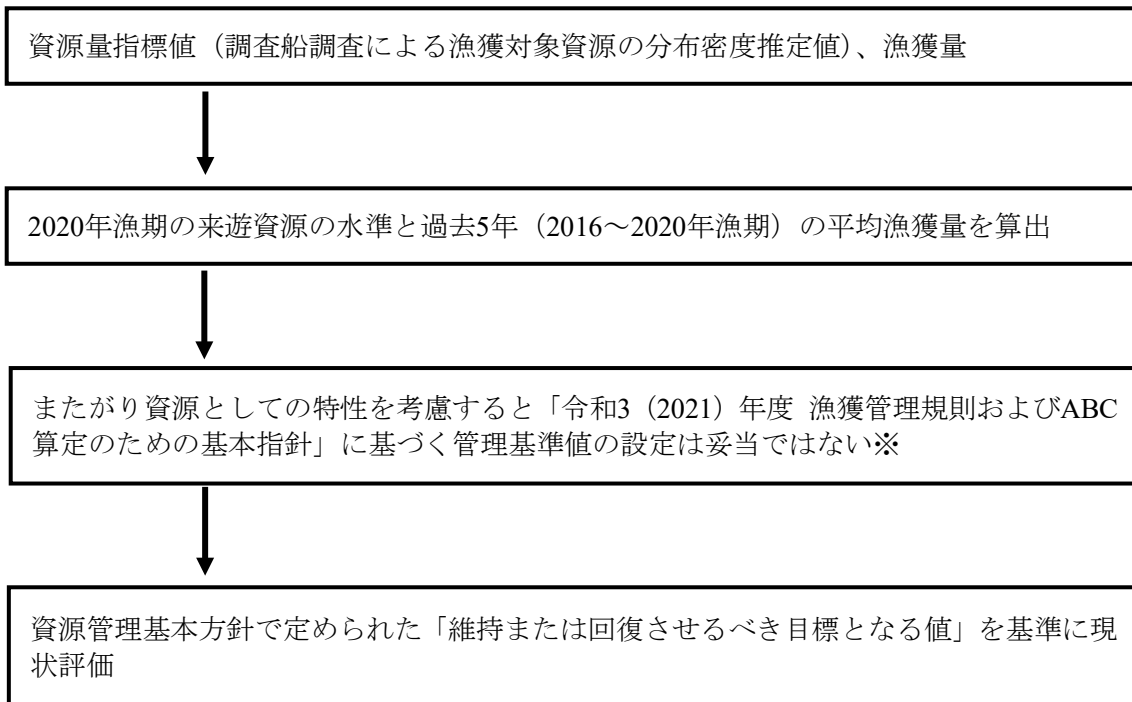 資源量指標値（調査船調査による漁獲対象資源の分布密度推定値）、漁獲量
2020年漁期の来遊資源の水準と過去5年（2016～2020年漁期）の平均漁獲量を算出
またがり資源としての特性を考慮すると「令和3（2021）年度 漁獲管理規則およびABC
算定のための基本指針」に基づく管理基準値の設定は妥当ではない※
資源管理基本方針で定められた「維持または回復させるべき目標となる値」を基準に現
状評価